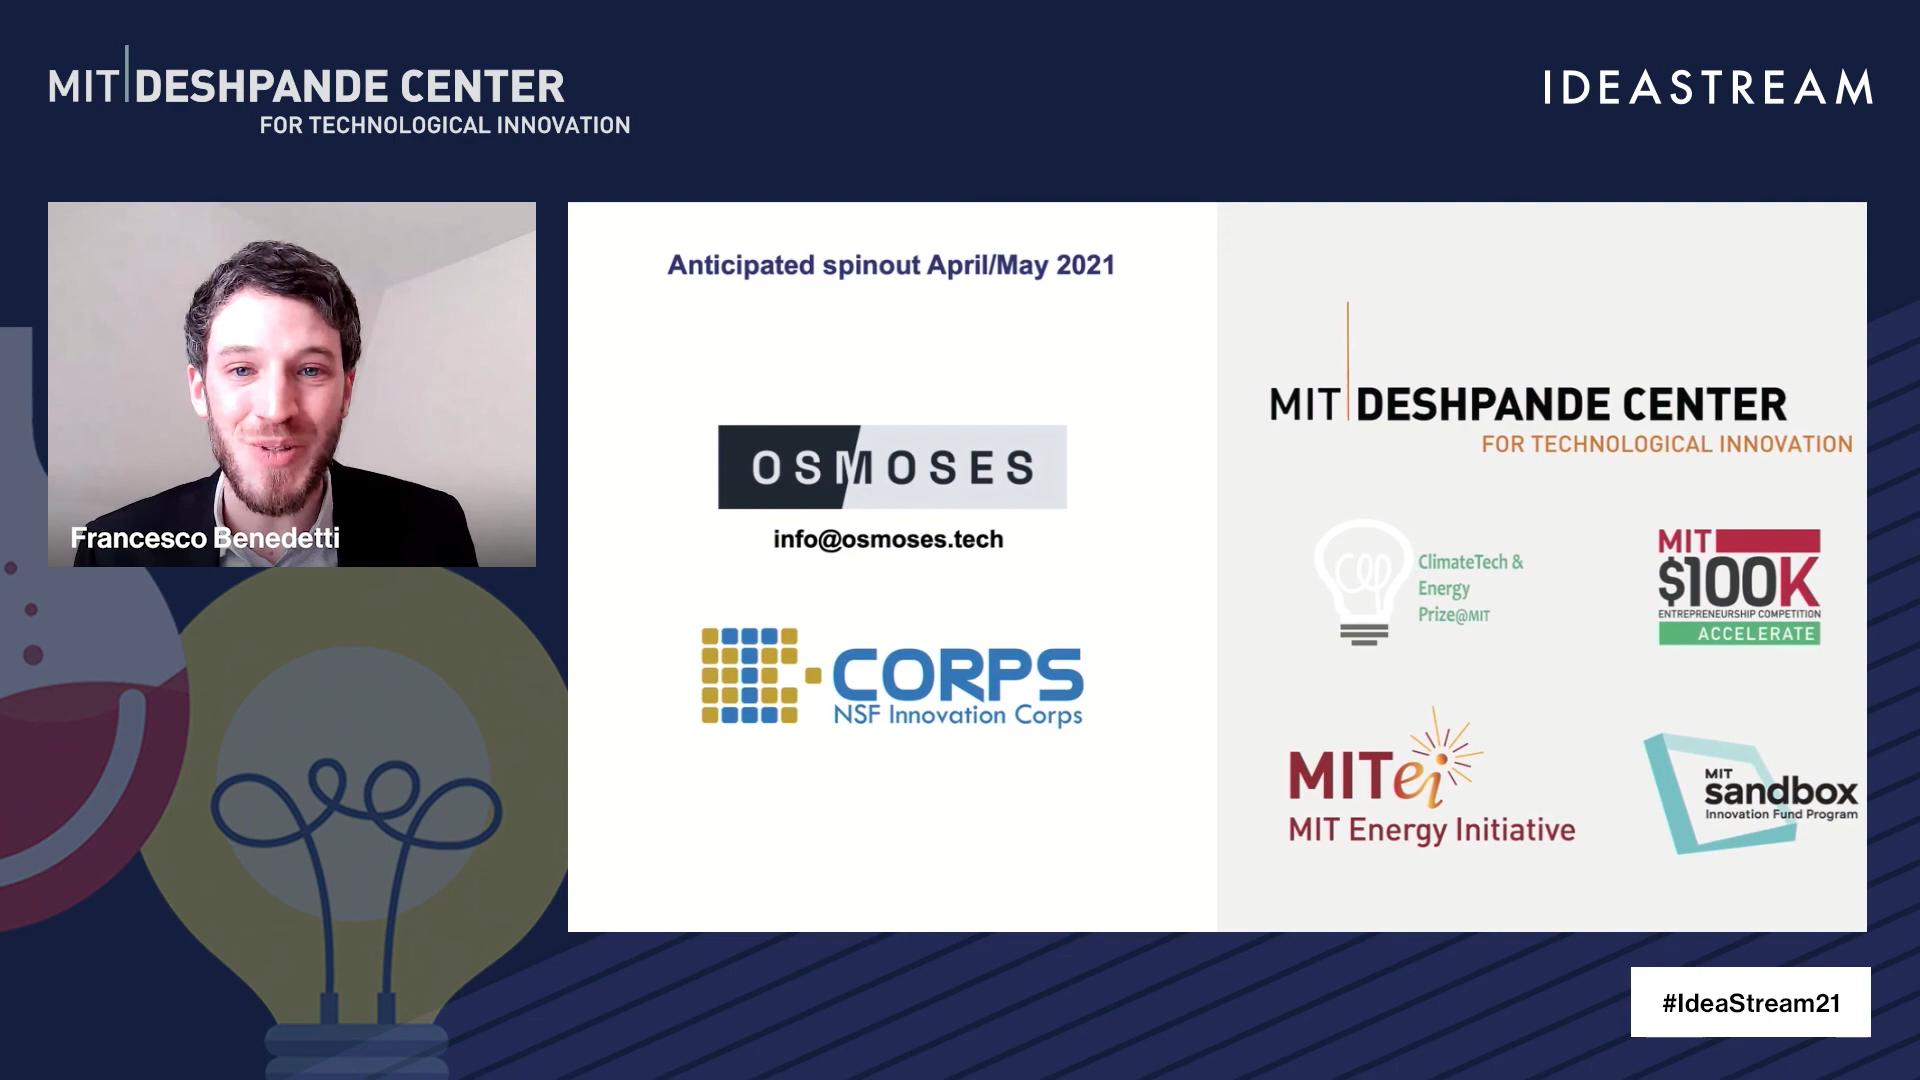 MIT DESHPANDE CENTER
FOR TECHNOLOGICAL INNOVATION
IDEASTREAM
Francesco Benedetti
Anticipated spinout April/May 2021
OSMOSES
info@osmoses.tech
I-CORPS
NSF Innovation Corps
MIT DESHPANDE CENTER
FOR TECHNOLOGICAL INNOVATION
cep
ClimateTech &
Energy
Prize@MIT
MIT
$100K
ENTREPRENEURSHIP COMPETITION
ACCELERATE
MITei
MIT Energy Initiative
MIT
sandbox
Innovation Fund Program
#IdeaStream21